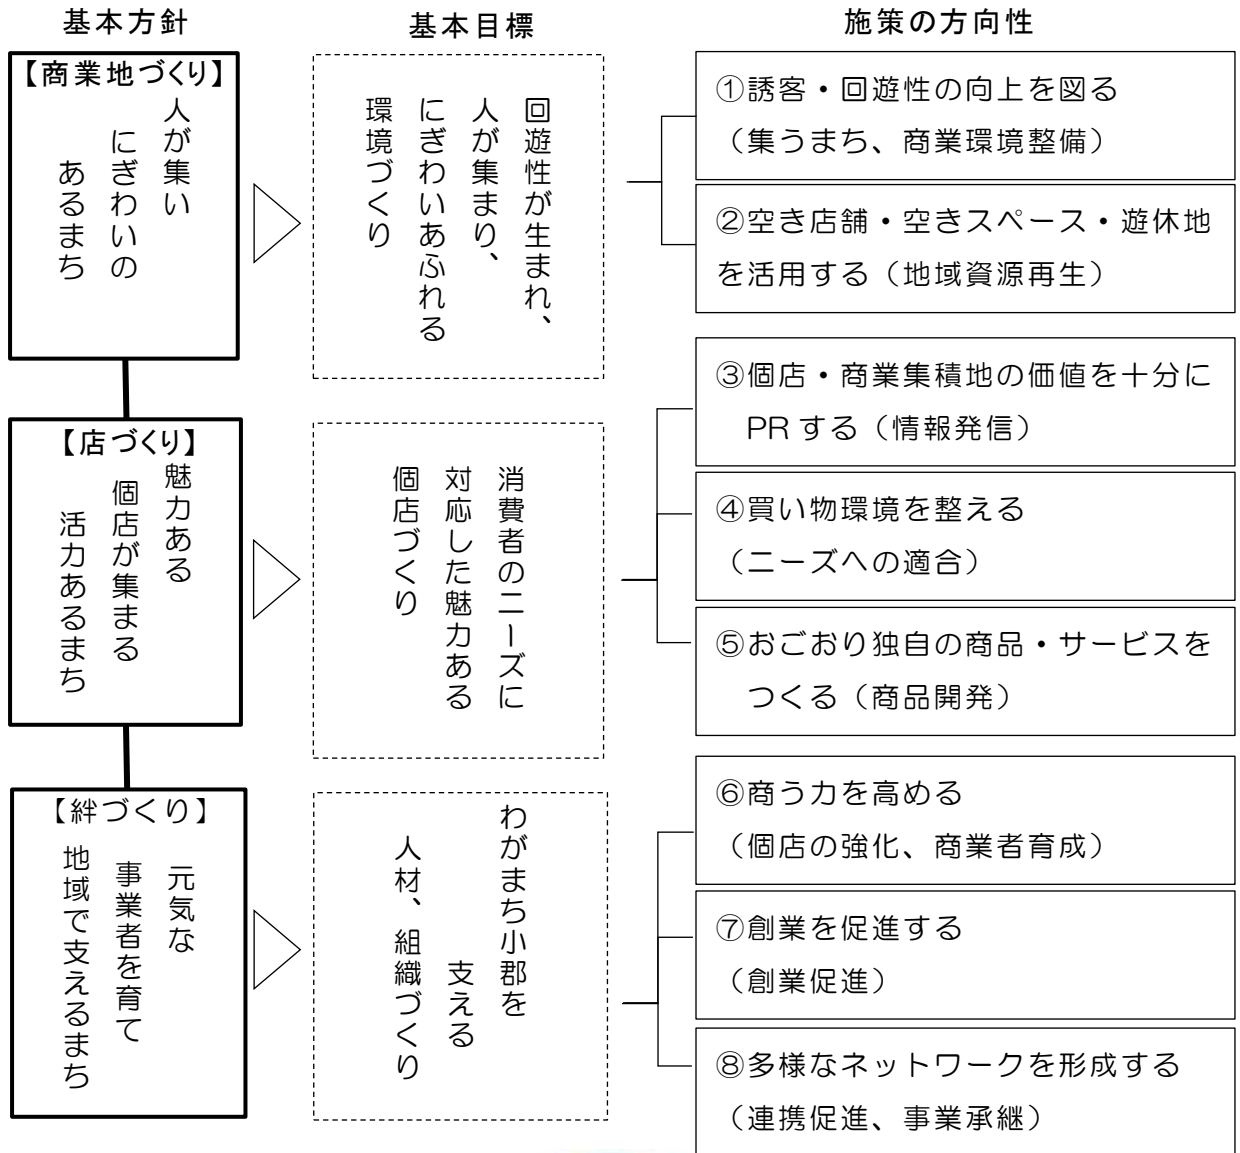 基本方針
基本目標
施策の方向性
【商業地づくり】
人が集い
にぎわいの
あるまち
回遊性が生まれ、
人が集まり、
にぎわいあふれる
環境づくり
①誘客・回遊性の向上を図る
（集うまち、商業環境整備）
②空き店舗・空きスペース・遊休地
を活用する（地域資源再生）
【店づくり】
魅力ある
個店が集まる
活力あるまち
消費者のニーズに
対応した魅力ある
個店づくり
③個店・商業集積地の価値を十分に
PRする（情報発信）
④買い物環境を整える
（ニーズへの適合）
⑤おごおり独自の商品・サービスを
つくる（商品開発）
【絆づくり】
元気な
事業者を育て
地域で支えるまち
わがまち小郡を
支える
人材、組織づくり
⑥商う力を高める
（個店の強化、商業者育成）
⑦創業を促進する
（創業促進）
⑧多様なネットワークを形成する
（連携促進、事業承継）